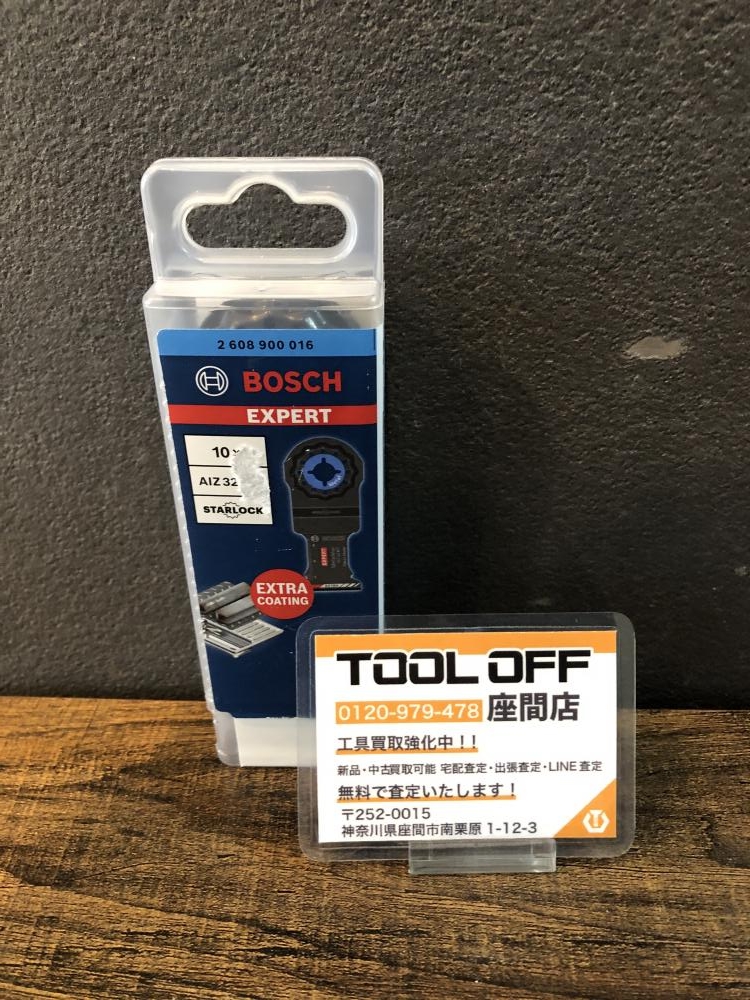 2 608 900 016
BOSCH
EXPERT
10 x
AIZ 32
STARLOCK
BOSCH
EXPERT
EXTRA
COATING
TOOL OFF
0120-979-478 座間店
工具買取強化中!!
新品・中古買取可能 宅配査定・出張査定・LINE査定
無料で査定いたします!
〒252-0015
神奈川県座間市南栗原 1-12-3